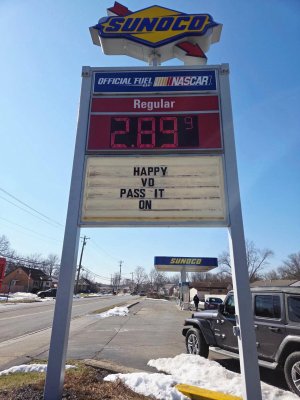 SUNOCO
OFFICIAL FUEL NASCAR
Regular
2.89 9
HAPPY
VD
PASS IT
ON
SUNOCO